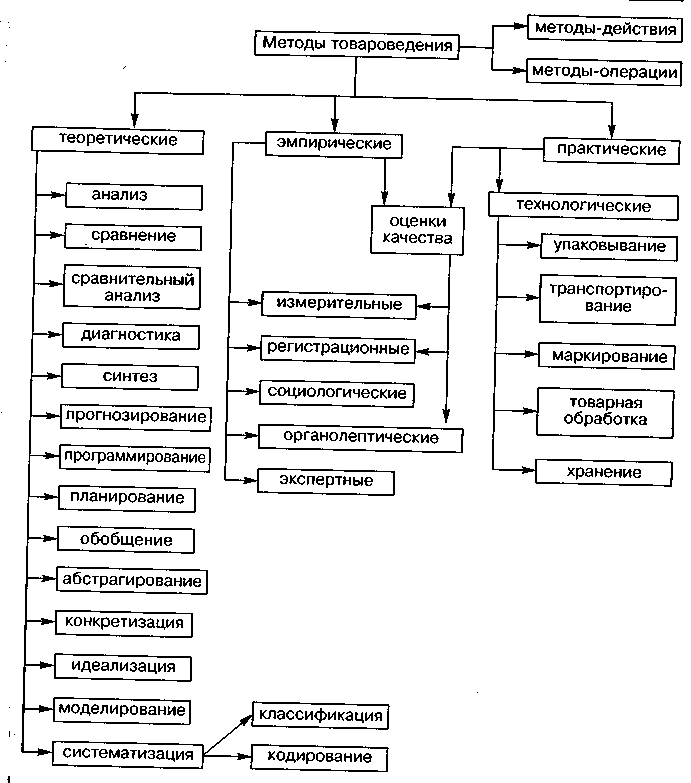 Методы товароведения
методы-действия
методы-операции
теоретические
анализ
сравнение
сравнительный
анализ
диагностика
синтез
прогнозирование
программирование
планирование
обобщение
абстрагирование
конкретизация
идеализация
моделирование
систематизация
классификация
кодирование
эмпирические
оценки
качества
измерительные
регистрационные
социологические
органолептические
экспертные
практические
технологические
упаковывание
транспортиро-
вание
маркирование
товарная
обработка
хранение